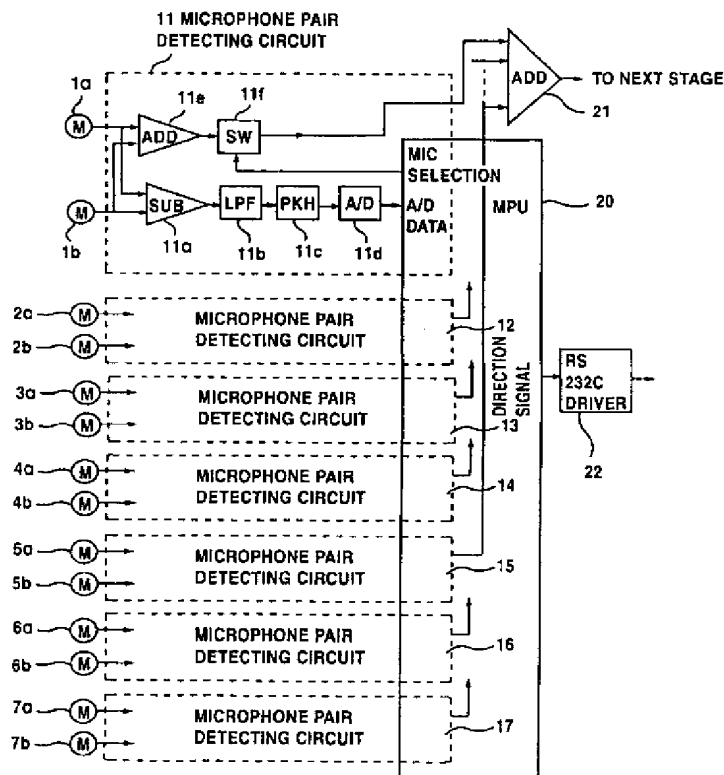 11 MICROPHONE PAIR
DETECTING CIRCUIT
1a
M
11e
ADD
11f
SW
ADD
TO NEXT STAGE
21
MIC
SELECTION
MPU
20
1b
M
SUB
11a
LPF
11b
PKH
11c
A/D
11d
A/D
DATA
2a
M
2b
M
MICROPHONE PAIR
DETECTING CIRCUIT
12
3a
M
3b
M
MICROPHONE PAIR
DETECTING CIRCUIT
13
DIRECTION
SIGNAL
RS
232C
DRIVER
22
4a
M
4b
M
MICROPHONE PAIR
DETECTING CIRCUIT
14
5a
M
5b
M
MICROPHONE PAIR
DETECTING CIRCUIT
15
6a
M
6b
M
MICROPHONE PAIR
DETECTING CIRCUIT
16
7a
M
7b
M
MICROPHONE PAIR
DETECTING CIRCUIT
17